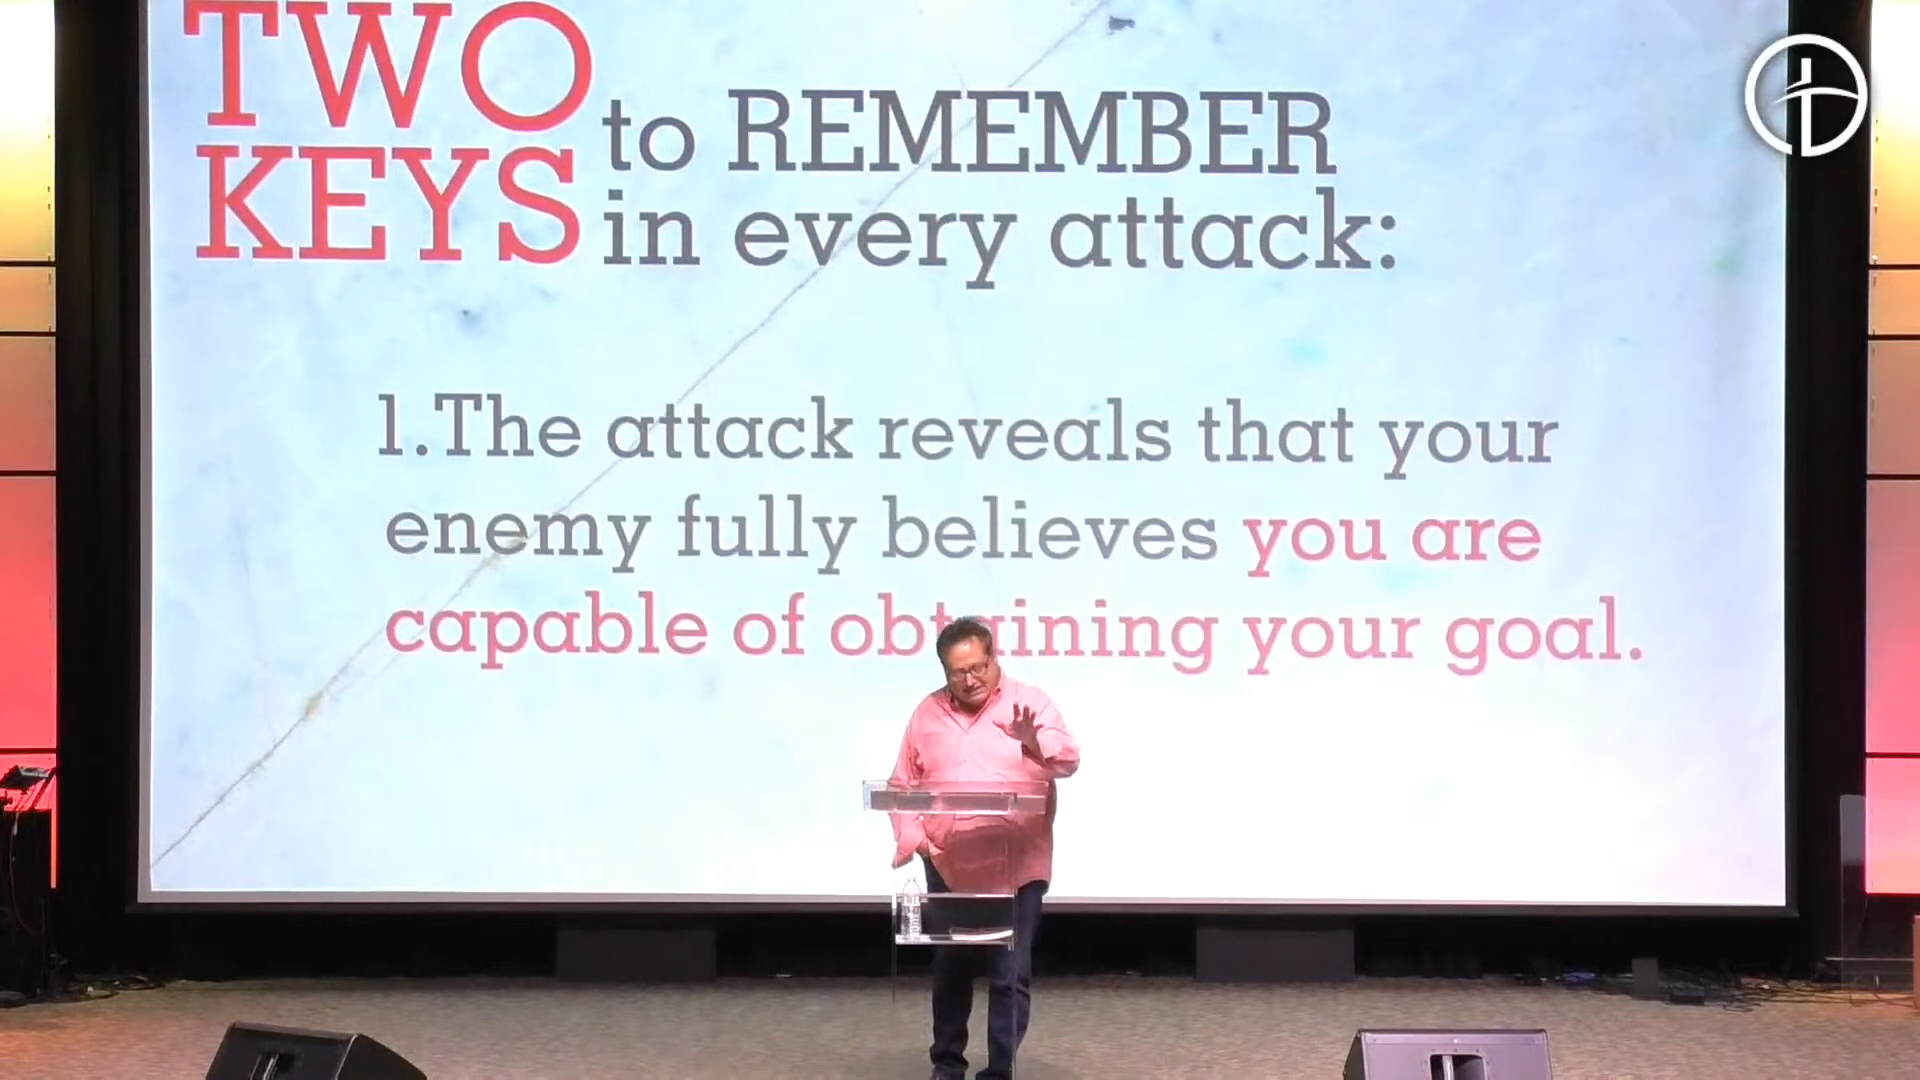 TWO
KEYS
to REMEMBER
in every attack:
1. The attack reveals that your
enemy fully believes you are
capable of obtaining your goal.